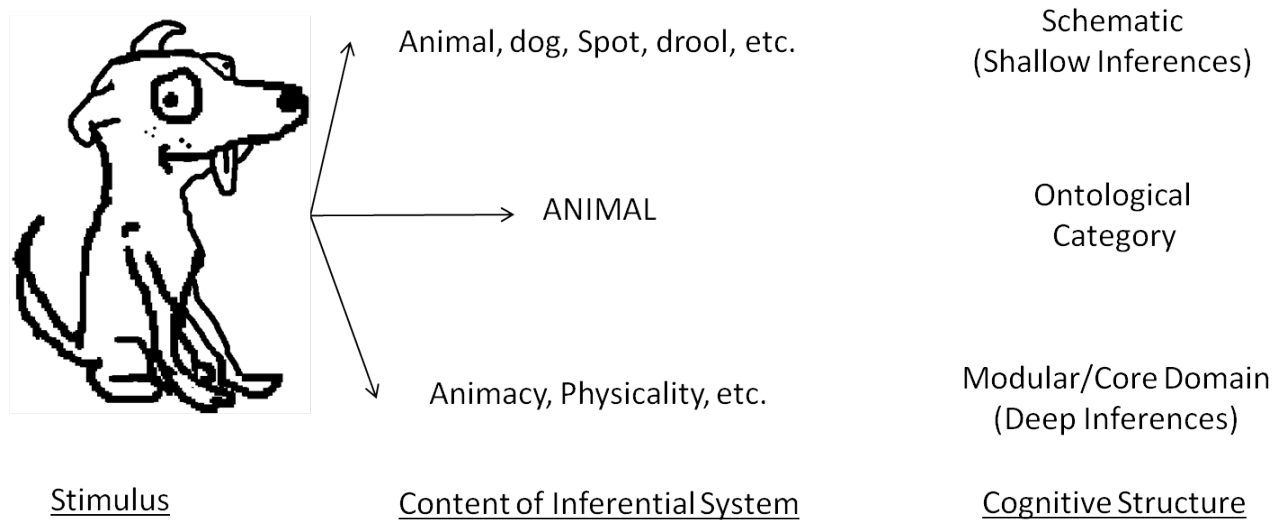 Animal, dog, Spot, drool, etc.
Schematic
(Shallow Inferences)
ANIMAL
Ontological
Category
Animacy, Physicality, etc.
Modular/Core Domain
(Deep Inferences)
Stimulus
Content of Inferential System
Cognitive Structure